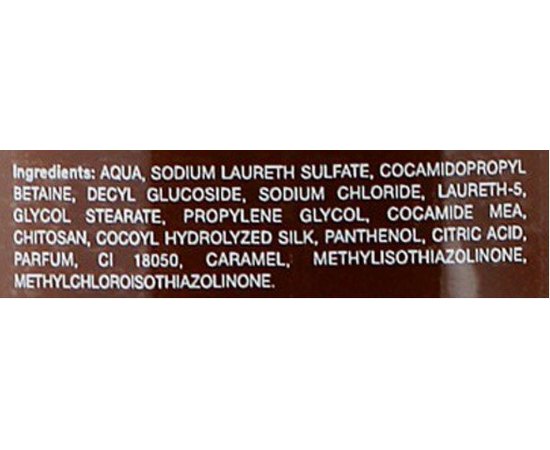 Ingredients: AQUA, SODIUM LAURETH SULFATE, COCAMIDOPROPYL
BETAINE, DECYL GLUCOSIDE, SODIUM CHLORIDE, LAURETH-5,
GLYCOL STEARATE, PROPYLENE GLYCOL, COCAMIDE MEA,
CHITOSAN, COCOYL HYDROLYZED SILK, PANTHENOL, CITRIC ACID,
PARFUM, CI 18050, CARAMEL, METHYLISOTHIAZOLINONE,
METHYLCHLOROISOTHIAZOLINONE.